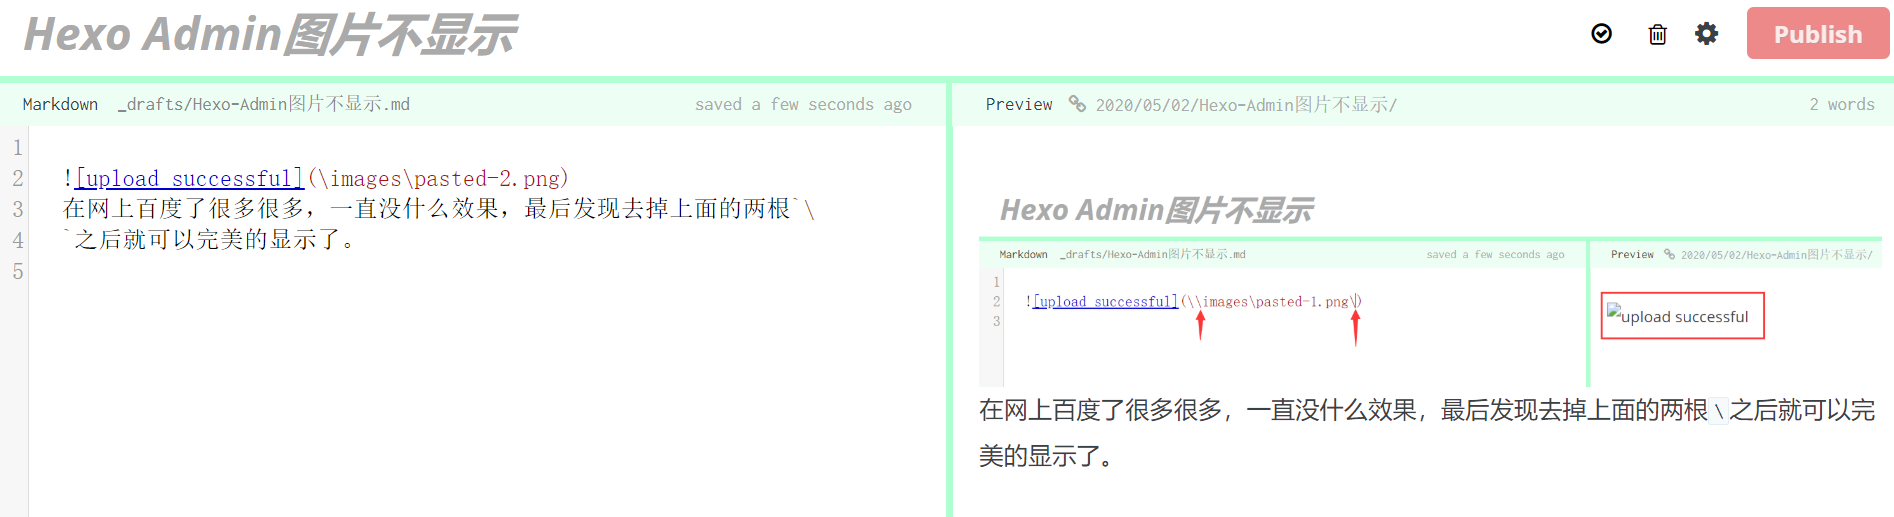 Hexo Admin图片不显示
Publish
Markdown _drafts/Hexo-Admin图片不显示.md saved a few seconds ago
Preview 2020/05/02/Hexo-Admin图片不显示/ 2 words
1
2 ![upload successful](\images\pasted-2.png)
3 在网上百度了很多很多，一直没什么效果，最后发现去掉上面的两根`\
4 `之后就可以完美的显示了。
5
Hexo Admin图片不显示
Markdown _drafts/Hexo-Admin图片不显示.md saved a few seconds ago
Preview 2020/05/02/Hexo-Admin图片不显示/
1
2 ![upload successful](\\images\pasted-1.png\)
3
upload successful
在网上百度了很多很多，一直没什么效果，最后发现去掉上面的两根\之后就可以完
美的显示了。